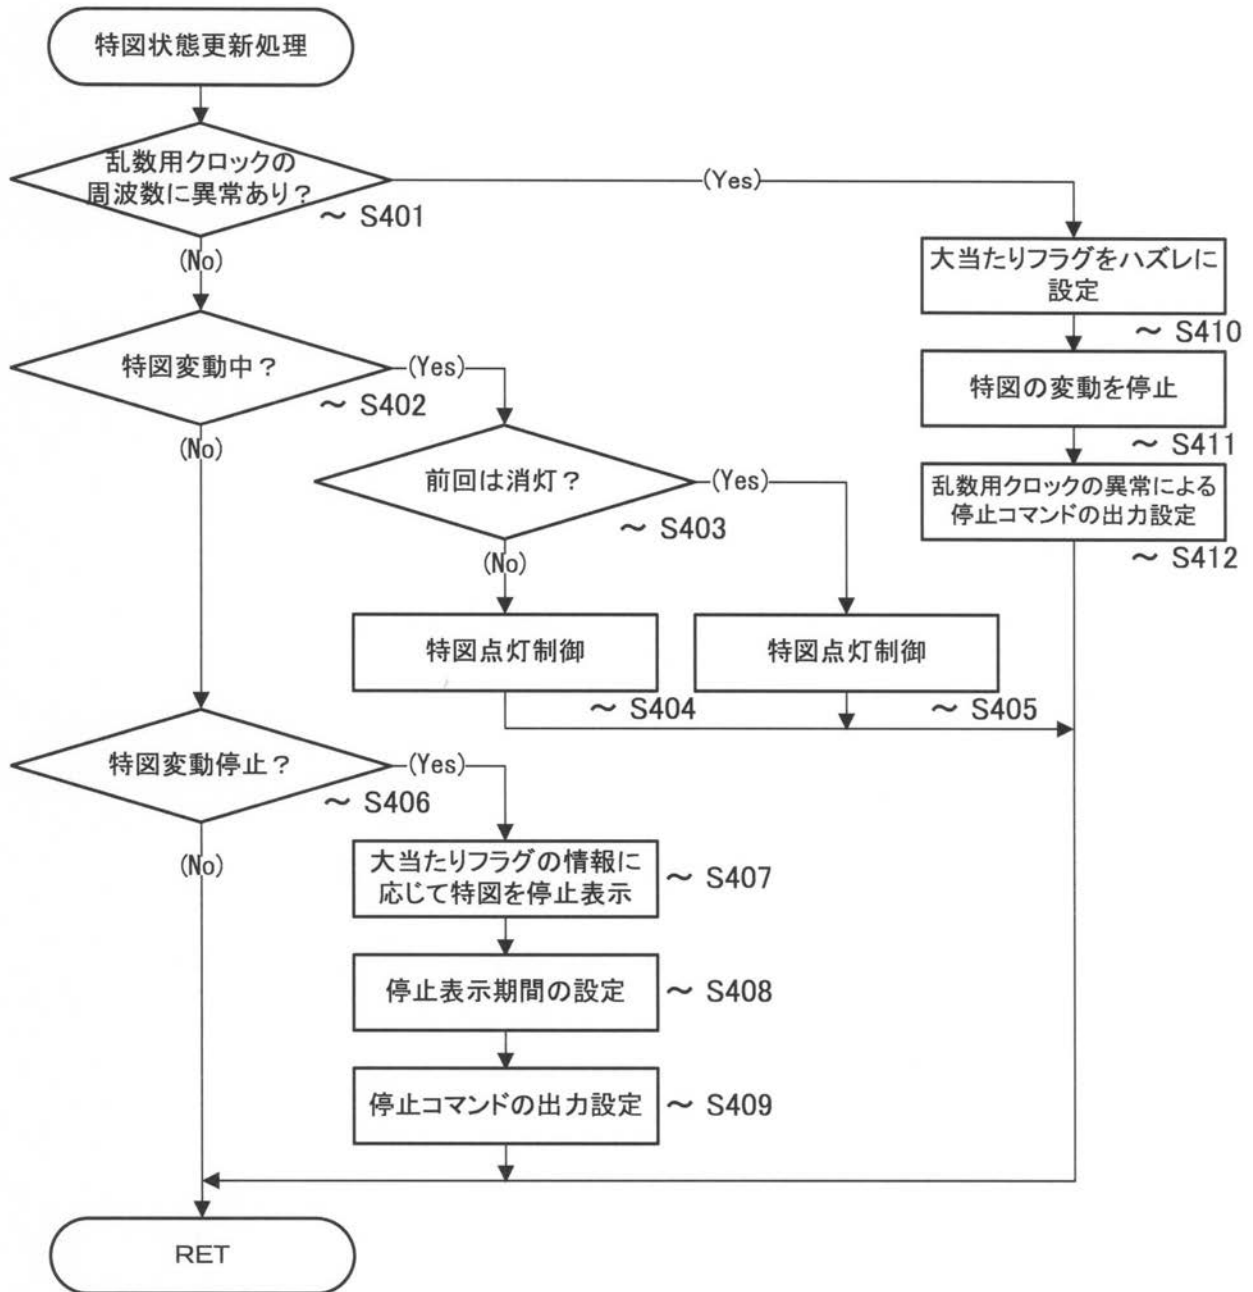 特図状態更新処理
乱数用クロックの
周波数に異常あり？
～ S401
(Yes)
(No)
大当たりフラグをハズレに
設定
～ S410
特図変動中？
～ S402
(Yes)
(No)
特図の変動を停止
～ S411
前回は消灯？
～ S403
(Yes)
(No)
乱数用クロックの異常による
停止コマンドの出力設定
～ S412
特図点灯制御
～ S404
特図点灯制御
～ S405
特図変動停止？
～ S406
(Yes)
(No)
大当たりフラグの情報に
応じて特図を停止表示
～ S407
停止表示期間の設定
～ S408
停止コマンドの出力設定
～ S409
RET